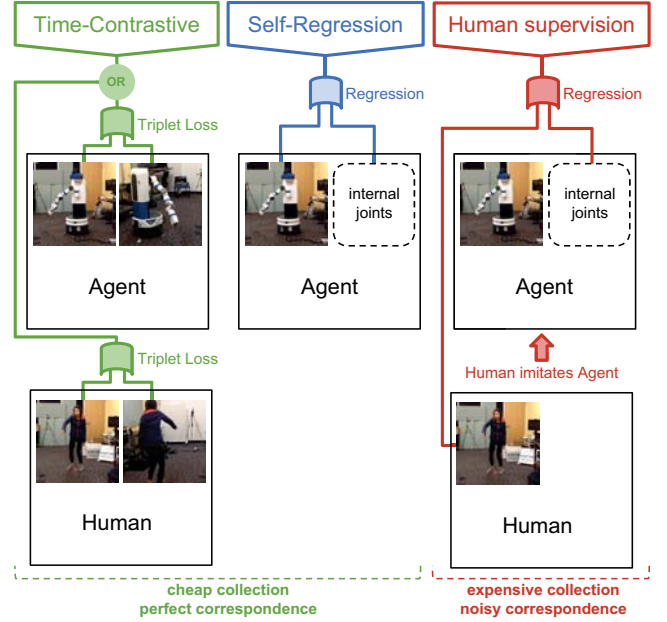 Time-Contrastive
Self-Regression
Human supervision
OR
Triplet Loss
Regression
Regression
internal
joints
internal
joints
Agent
Agent
Agent
Triplet Loss
Human imitates Agent
Human
Human
cheap collection
perfect correspondence
expensive collection
noisy correspondence